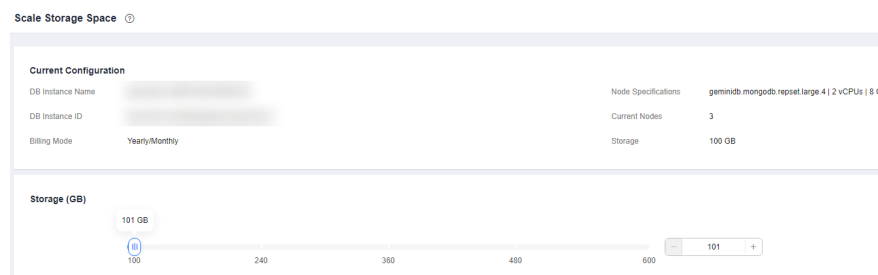 Scale Storage Space ?
Current Configuration
DB Instance Name
Node Specifications geminidb.mongodb.repset.large.4 | 2 vCPUs | 8
DB Instance ID
Current Nodes 3
Billing Mode Yearly/Monthly
Storage 100 GB
Storage (GB)
101 GB
− 101 +
100 240 360 480 600